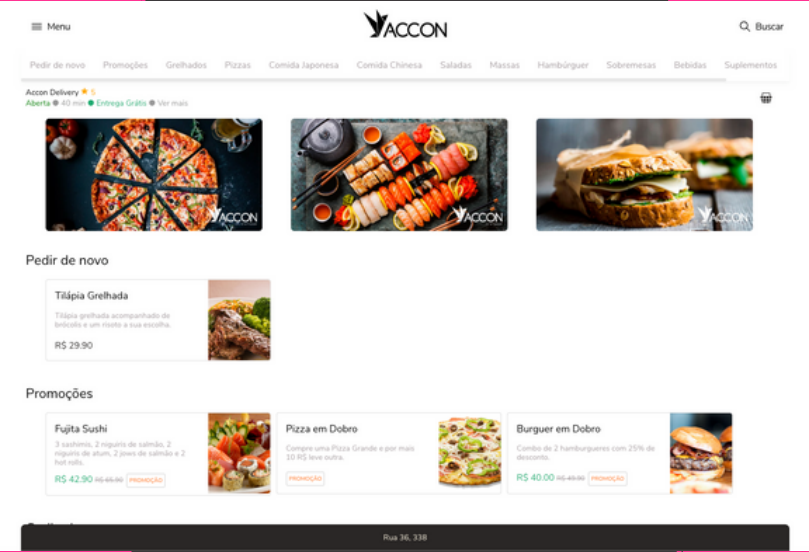 Menu
ACCON
Buscar
Pedir de novo Promoções Grelhados Pizzas Comida Japonesa Comida Chinesa Saladas Massas Hambúrguer Sobremesas Bebidas Suplementos
Accon Delivery 5
Aberta 40 min Entrega Grátis Ver mais
ACCON
ACCON
ACCON
Pedir de novo
Tilápia Grelhada
Tilápia grelhada acompanhado de
brócolis e um risoto a sua escolha.
R$ 29.90
Promoções
Fujita Sushi
3 sashimis, 2 niguiris de salmão, 2
niguiris de atum, 2 jows de salmão e 2
hot rolls.
R$ 42.90 R$ 65,90 PROMOÇÃO
Pizza em Dobro
Compre uma Pizza Grande e por mais
10 R$ leve outra.
PROMOÇÃO
Burguer em Dobro
Combo de 2 hamburgueres com 25% de
desconto.
R$ 40.00 R$ 49,80 PROMOÇÃO
Rua 36, 338